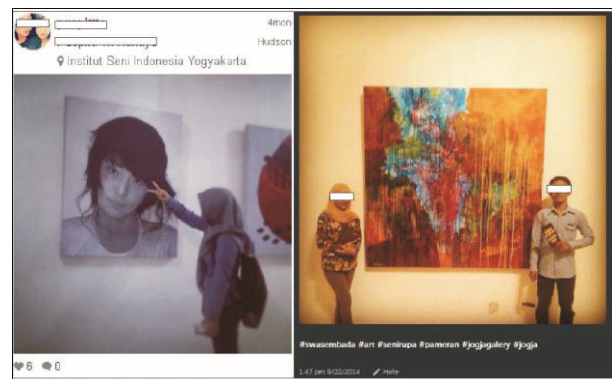 4mon
Hudson
Institut Seni Indonesia Yogyakarta
6 0
#swasembada #art #senirupa #pameran #jogjagalery #jogja
1.47 pm 9/22/2014 Hefe